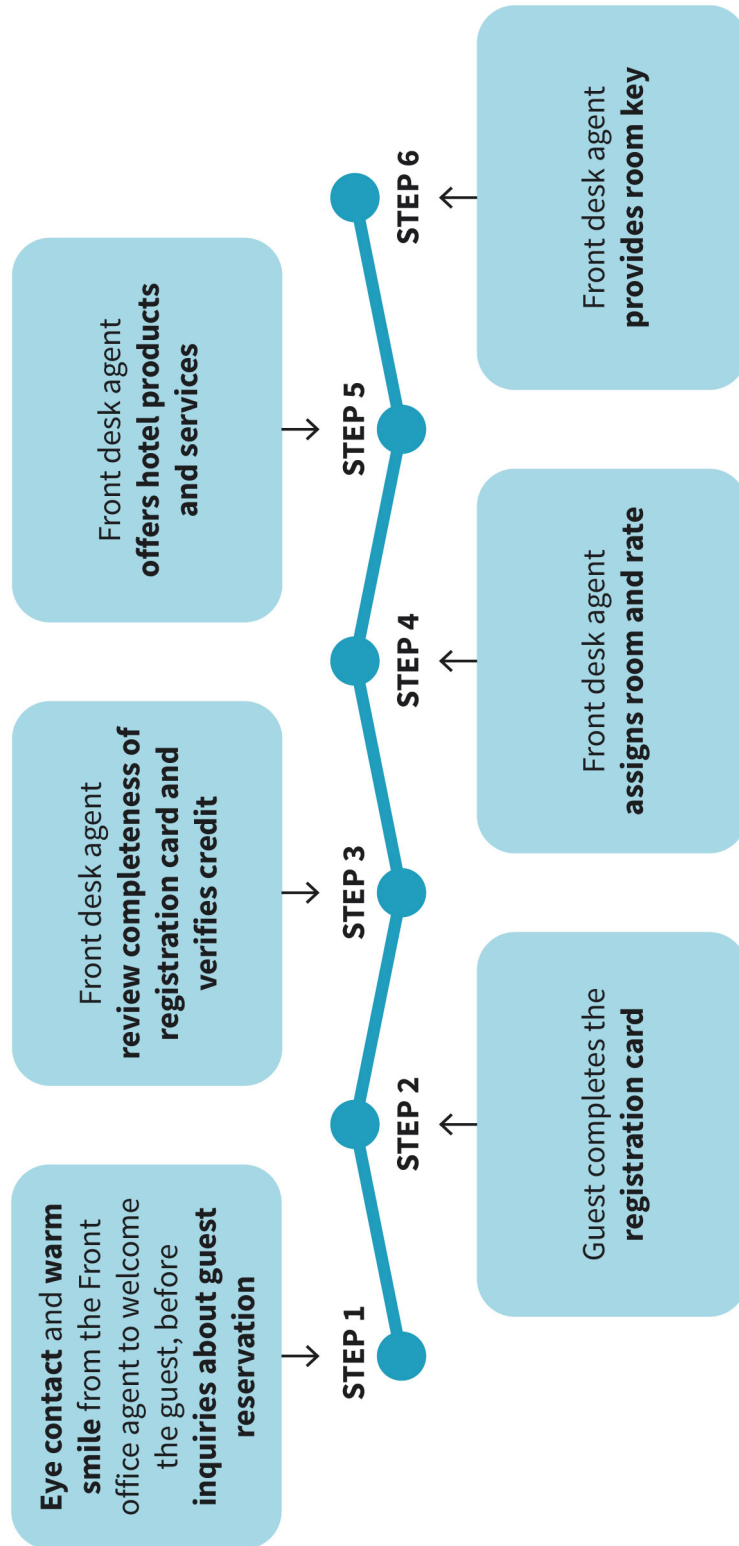 Eye contact and warm
smile from the Front
office agent to welcome
the guest, before
inquiries about guest
reservation
STEP 1
STEP 2
Guest completes the
registration card
Front desk agent
review completeness of
registration card and
verifies credit
STEP 3
STEP 4
Front desk agent
assigns room and rate
Front desk agent
offers hotel products
and services
STEP 5
STEP 6
Front desk agent
provides room key